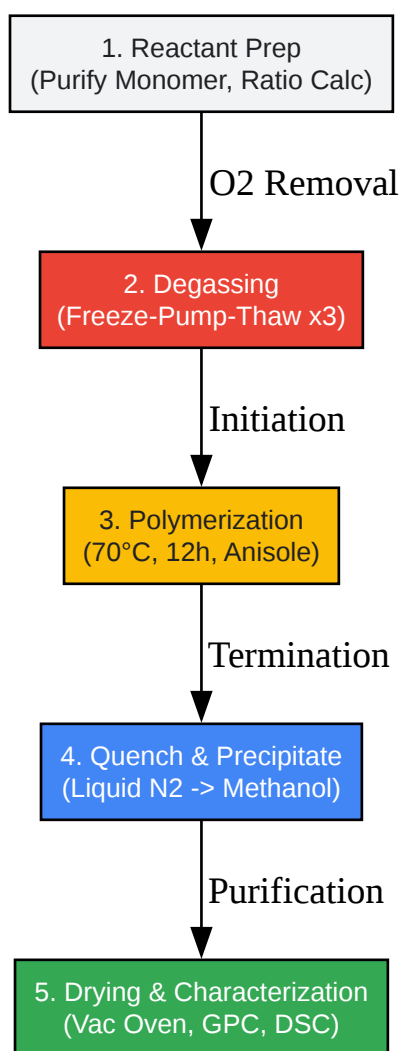 1. Reactant Prep
(Purify Monomer, Ratio Calc)
O2 Removal
2. Degassing
(Freeze-Pump-Thaw x3)
Initiation
3. Polymerization
(70°C, 12h, Anisole)
Termination
4. Quench & Precipitate
(Liquid N2 -> Methanol)
Purification
5. Drying & Characterization
(Vac Oven, GPC, DSC)